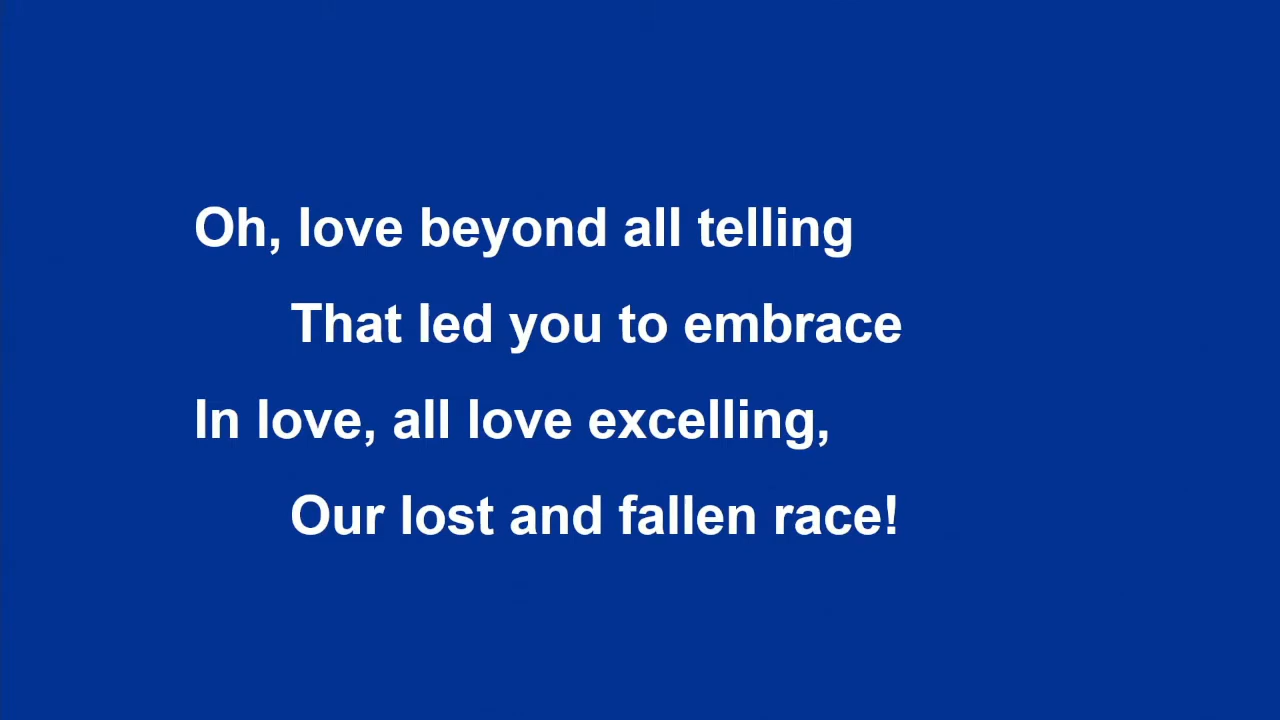 Oh, love beyond all telling
That led you to embrace
In love, all love excelling,
Our lost and fallen race!